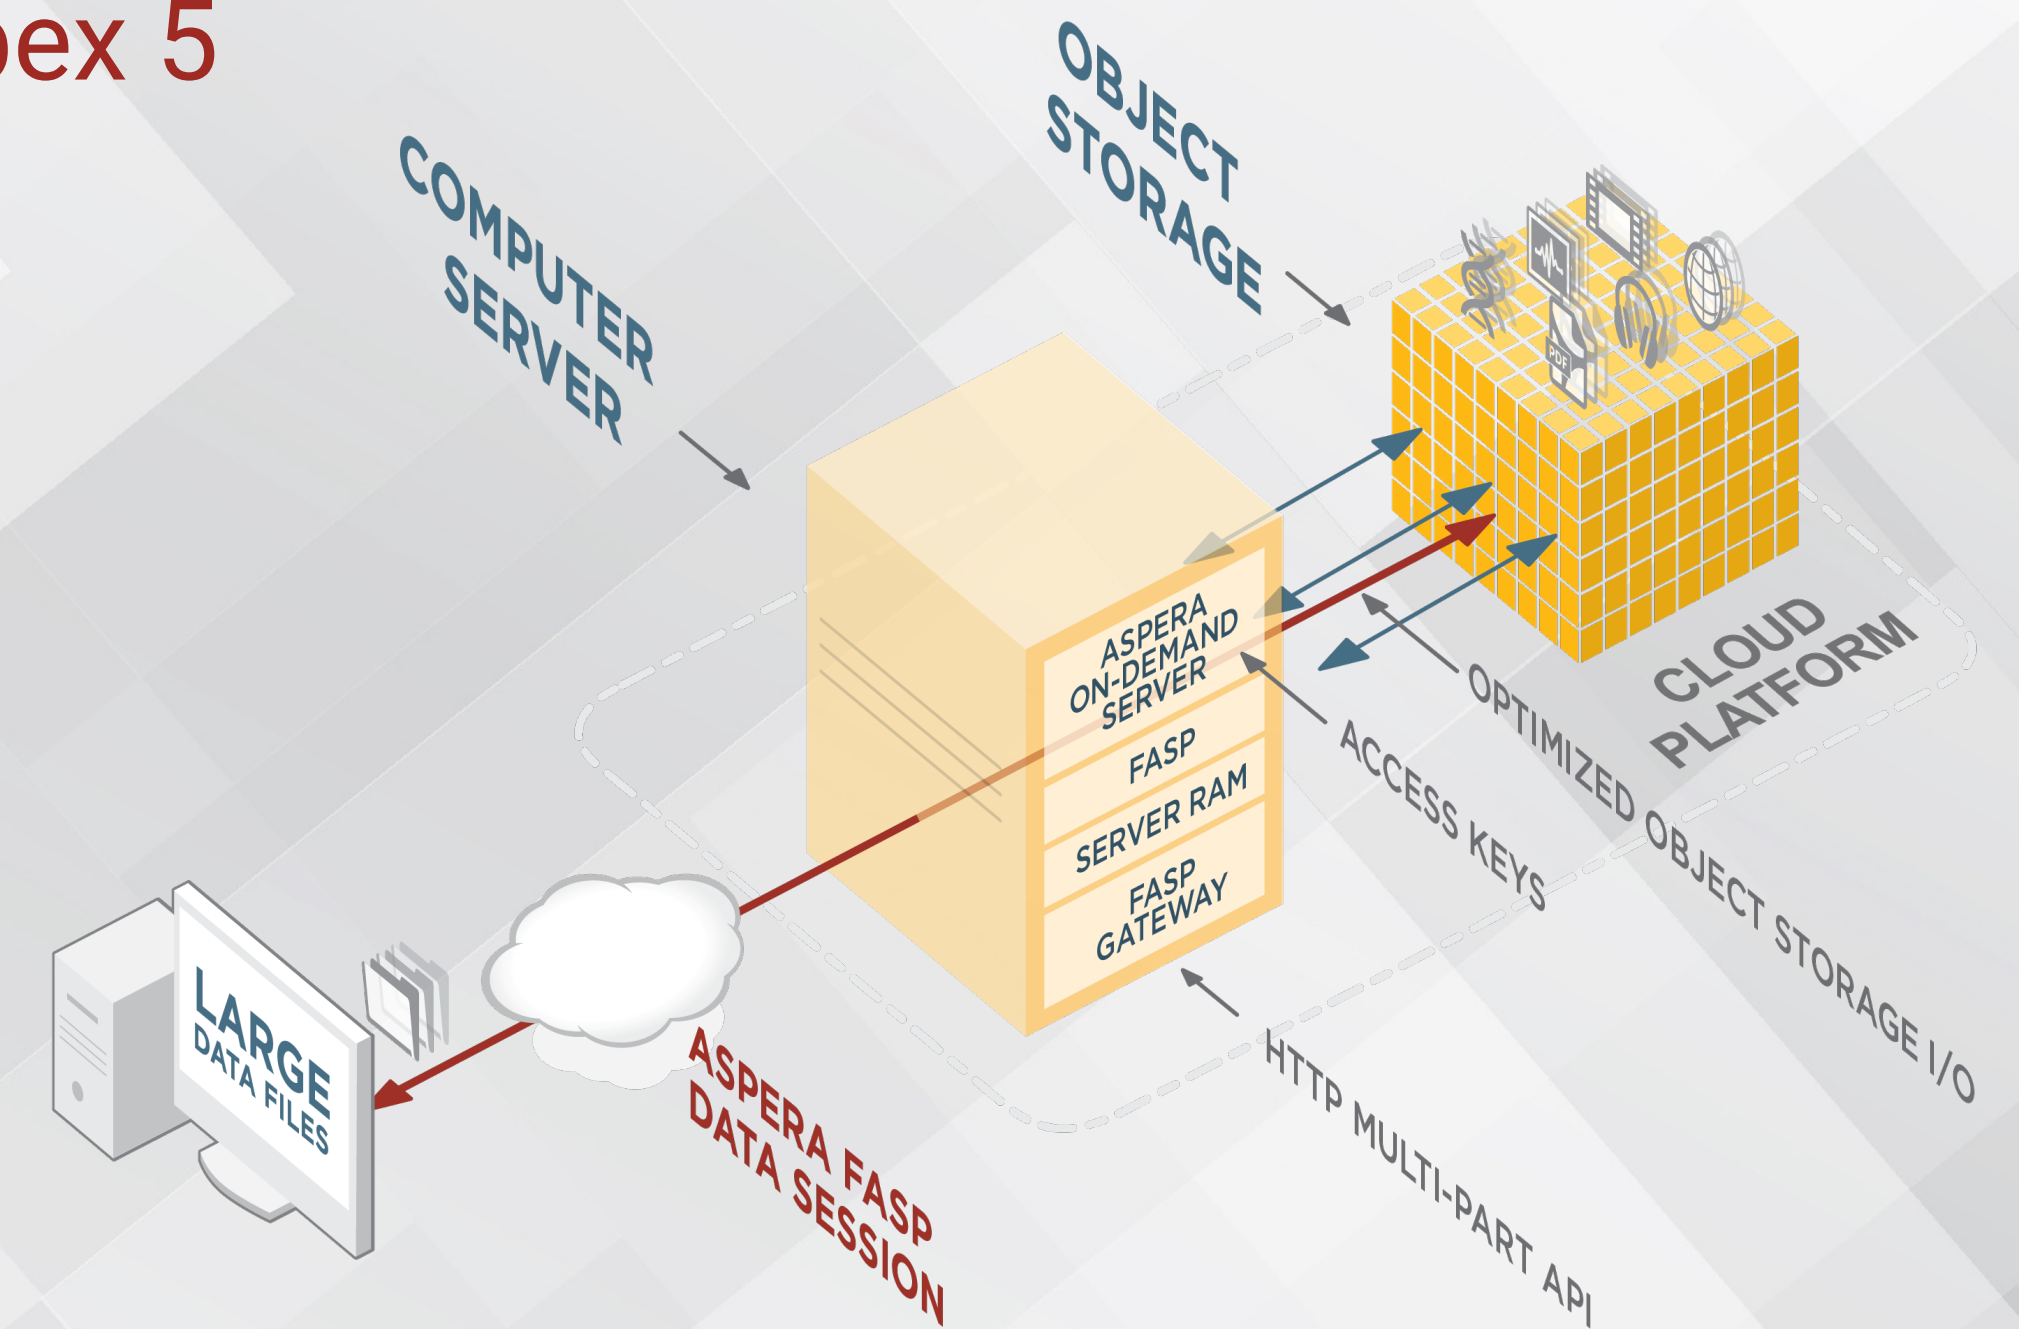 ex 5
OBJECT
STORAGE
COMPUTER
SERVER
ASPERA
ON-DEMAND
SERVER
FASP
SERVER RAM
FASP
GATEWAY
PDF
CLOUD
PLATFORM
OPTIMIZED OBJECT STORAGE I/O
ACCESS KEYS
HTTP MULTI-PART API
LARGE
DATA FILES
ASPERA FASP
DATA SESSION